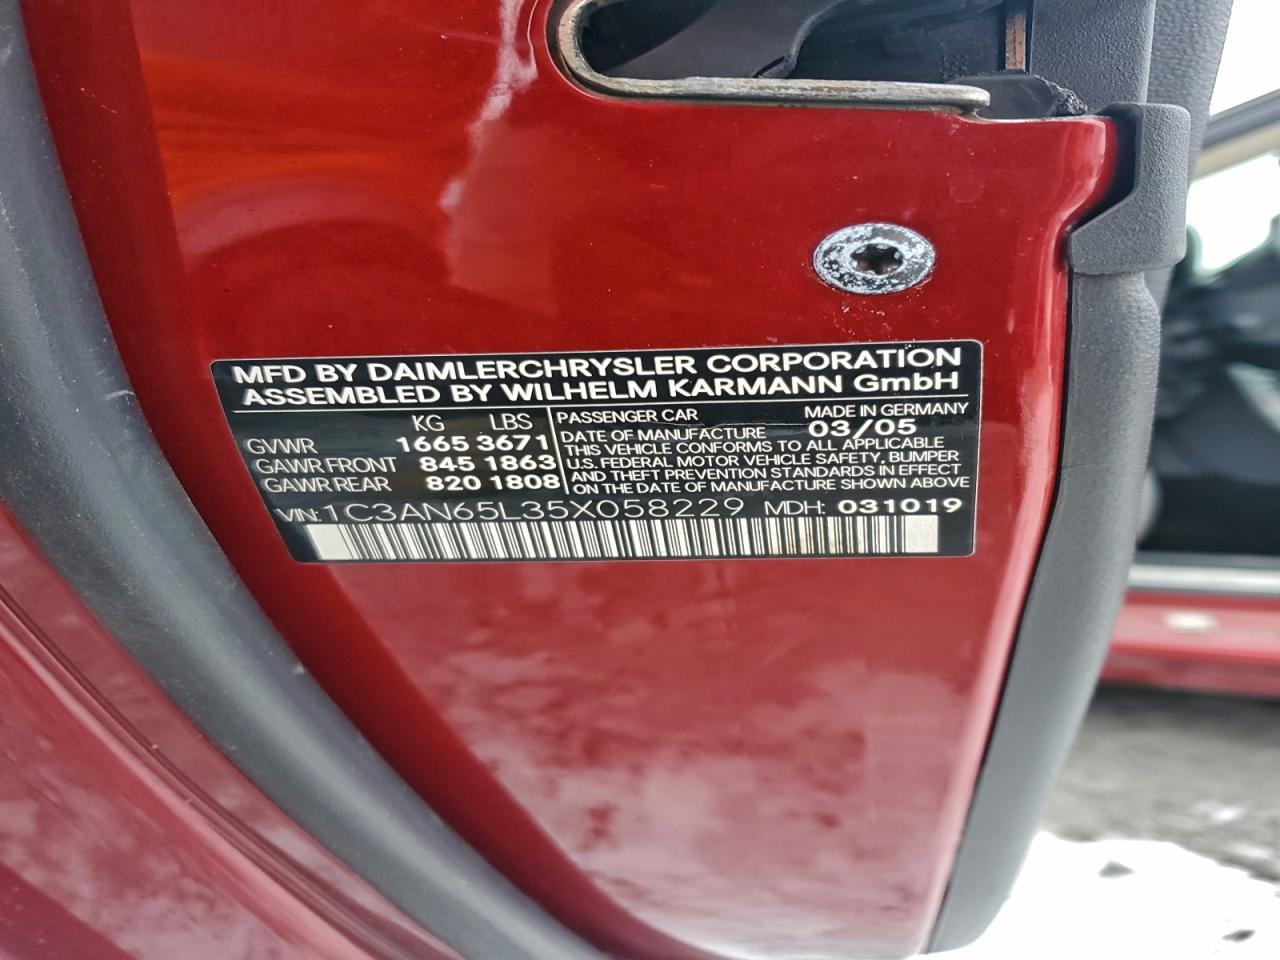 MFD BY DAIMLERCHRYSLER CORPORATION
ASSEMBLED BY WILHELM KARMANN GmbH
KG LBS
GVWR 1665 3671
GAWR FRONT 845 1863
GAWR REAR 820 1808
PASSENGER CAR MADE IN GERMANY
DATE OF MANUFACTURE 03/05
THIS VEHICLE CONFORMS TO ALL APPLICABLE
U.S. FEDERAL MOTOR VEHICLE SAFETY, BUMPER
AND THEFT PREVENTION STANDARDS IN EFFECT
ON THE DATE OF MANUFACTURE SHOWN ABOVE
VIN: 1C3AN65L35X058229 MDH: 031019